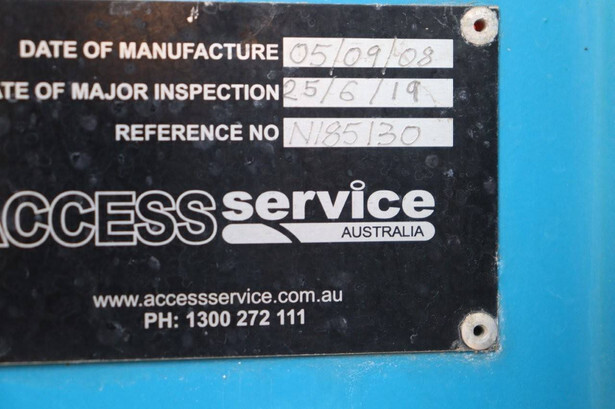 DATE OF MANUFACTURE 05/09/08
ATE OF MAJOR INSPECTION 25/6/19
REFERENCE NO N185130
ACCESS service
AUSTRALIA
www.accessservice.com.au
PH: 1300 272 111